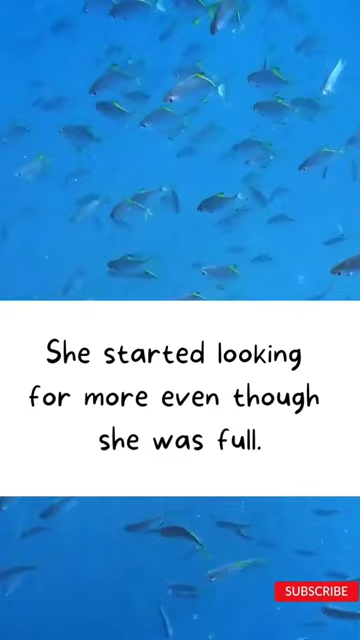 She started looking
for more even though
she was full.
SUBSCRIBE